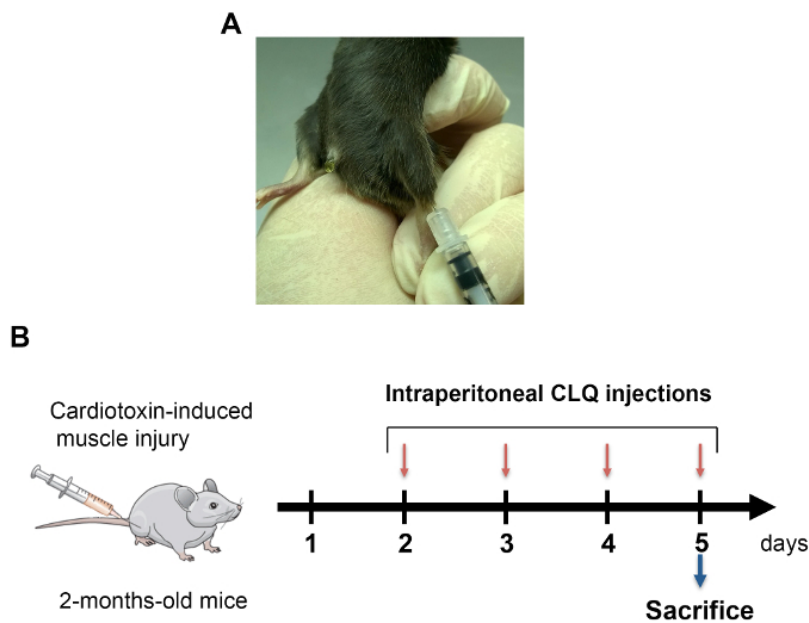 A
B
Intraperitoneal CLQ injections
Cardiotoxin-induced
muscle injury
1 2 3 4 5 days
2-months-old mice
Sacrifice